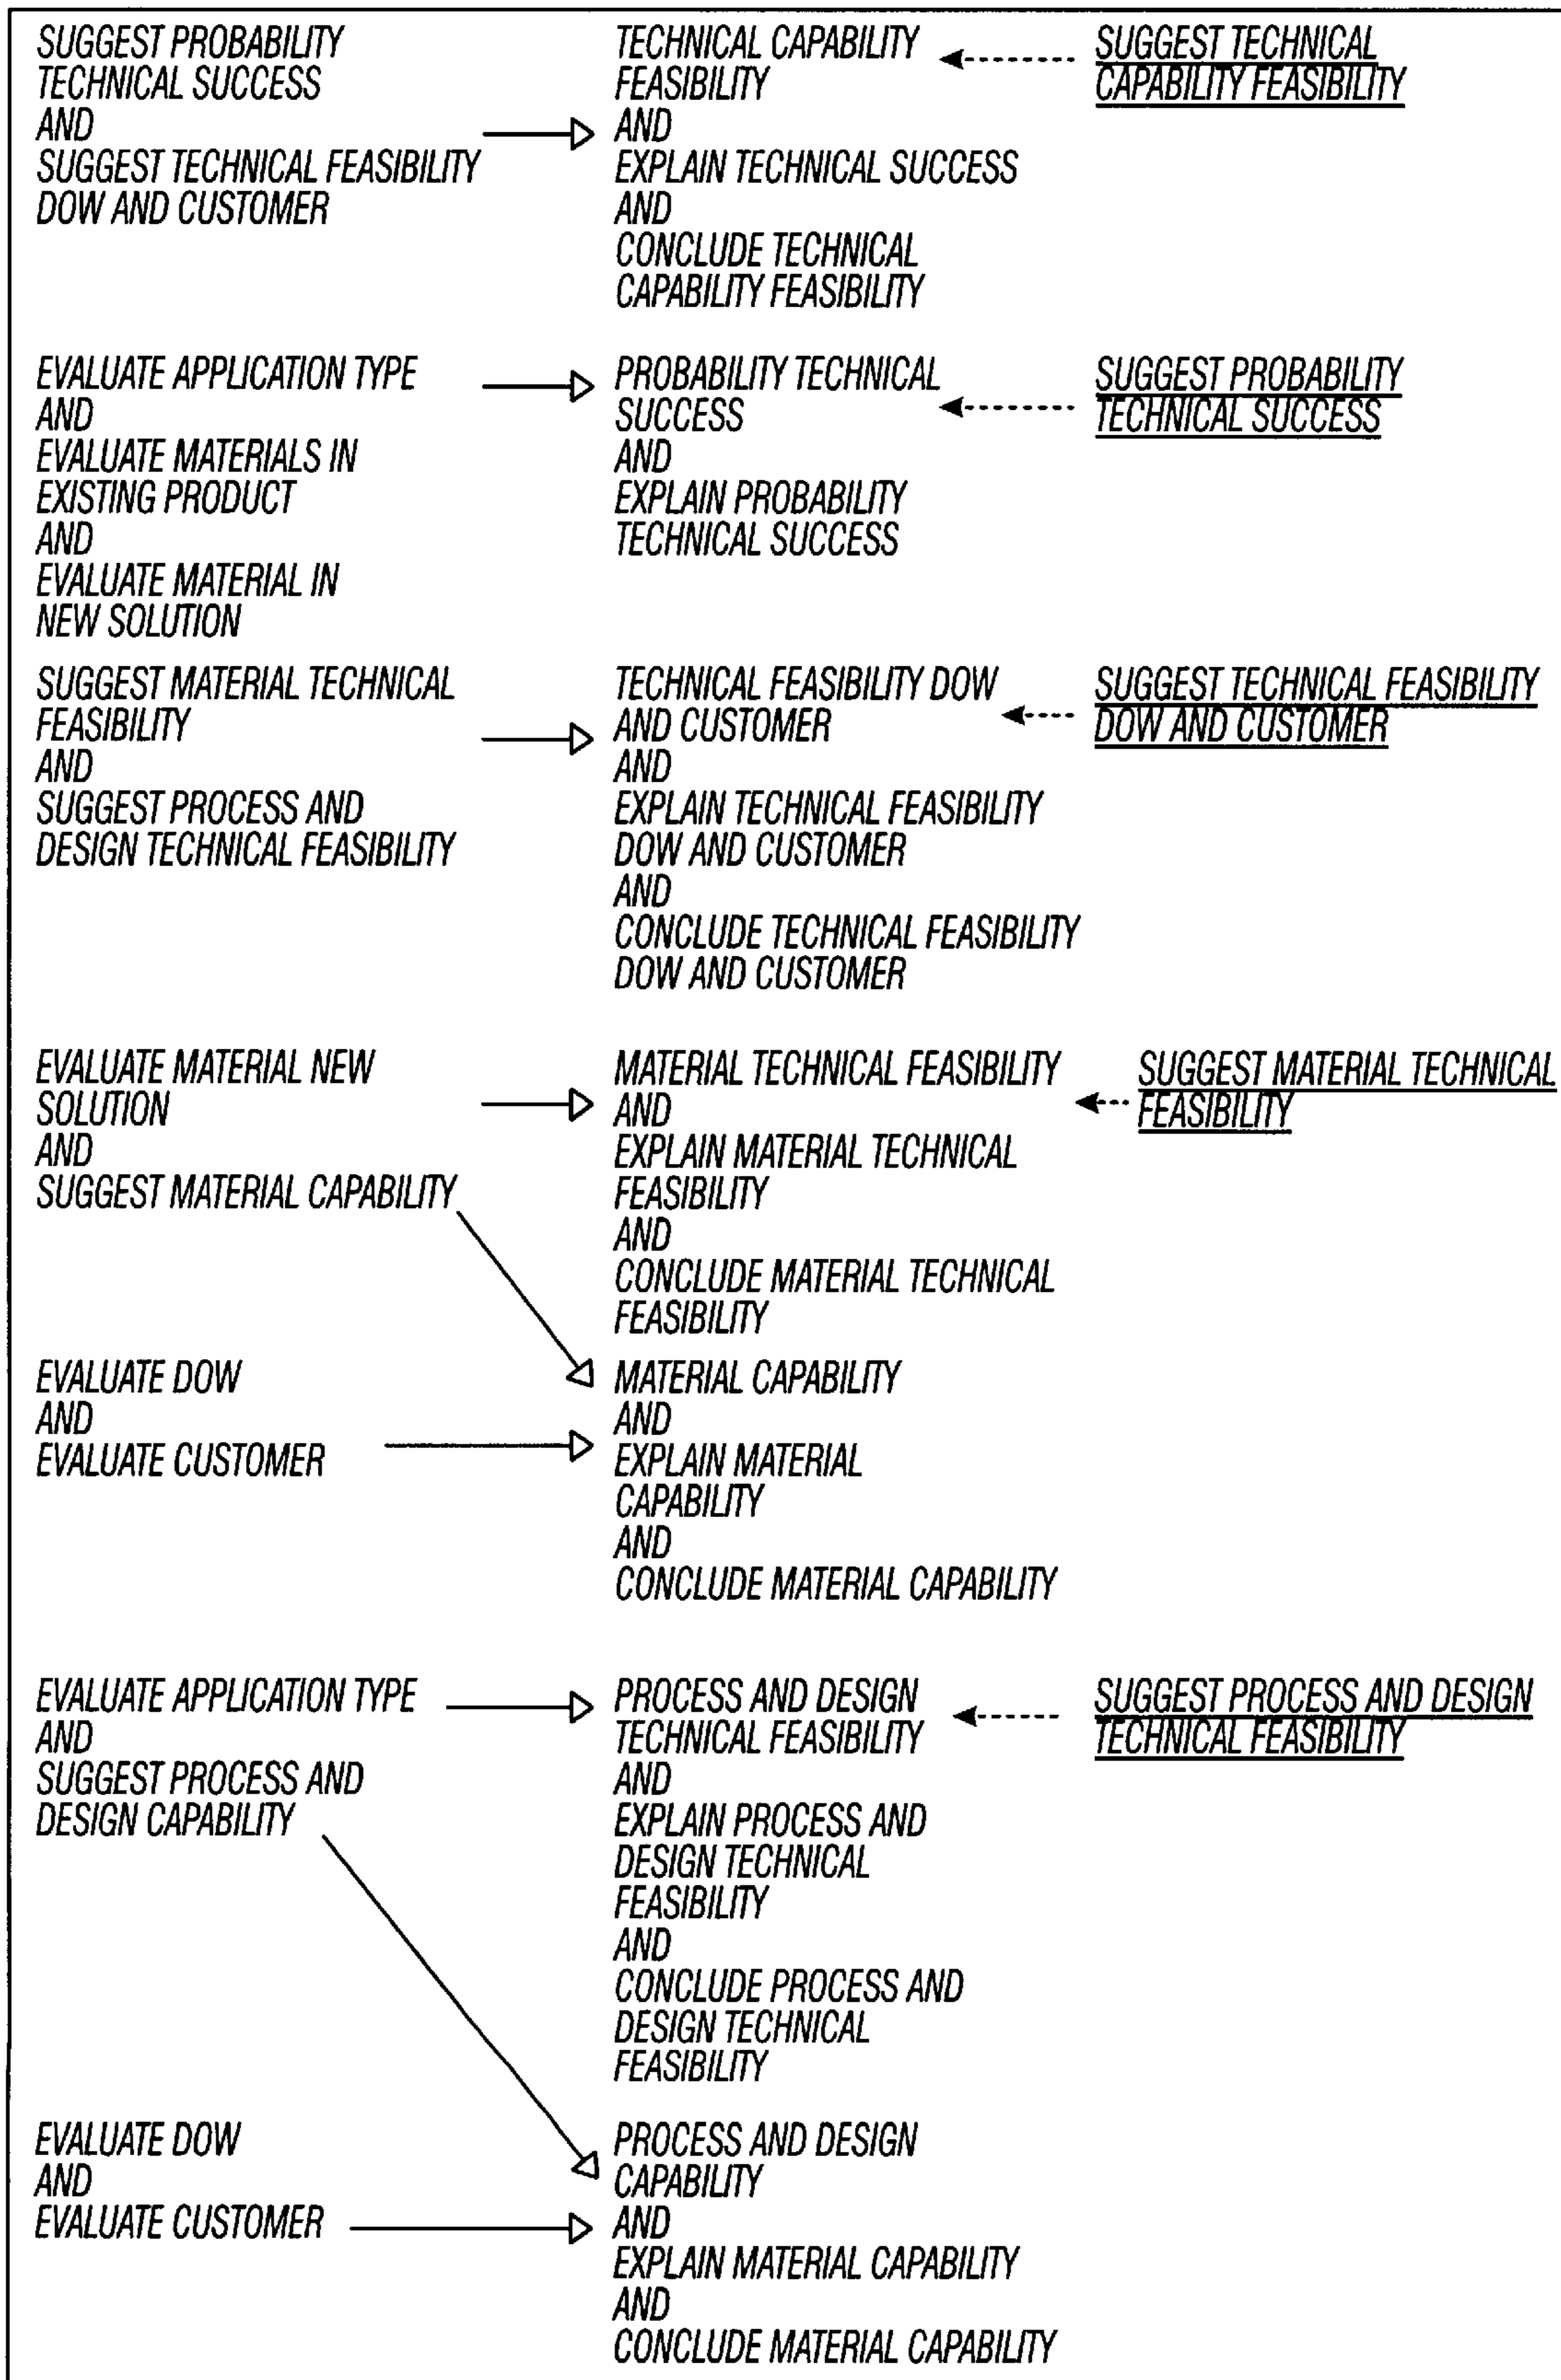 SUGGEST PROBABILITY
TECHNICAL SUCCESS
AND
SUGGEST TECHNICAL FEASIBILITY
DOW AND CUSTOMER
TECHNICAL CAPABILITY
FEASIBILITY
AND
EXPLAIN TECHNICAL SUCCESS
AND
CONCLUDE TECHNICAL
CAPABILITY FEASIBILITY
SUGGEST TECHNICAL
CAPABILITY FEASIBILITY
EVALUATE APPLICATION TYPE
AND
EVALUATE MATERIALS IN
EXISTING PRODUCT
AND
EVALUATE MATERIAL IN
NEW SOLUTION
PROBABILITY TECHNICAL
SUCCESS
AND
EXPLAIN PROBABILITY
TECHNICAL SUCCESS
SUGGEST PROBABILITY
TECHNICAL SUCCESS
SUGGEST MATERIAL TECHNICAL
FEASIBILITY
AND
SUGGEST PROCESS AND
DESIGN TECHNICAL FEASIBILITY
TECHNICAL FEASIBILITY DOW
AND CUSTOMER
AND
EXPLAIN TECHNICAL FEASIBILITY
DOW AND CUSTOMER
AND
CONCLUDE TECHNICAL FEASIBILITY
DOW AND CUSTOMER
SUGGEST TECHNICAL FEASIBILITY
DOW AND CUSTOMER
EVALUATE MATERIAL NEW
SOLUTION
AND
SUGGEST MATERIAL CAPABILITY
MATERIAL TECHNICAL FEASIBILITY
AND
EXPLAIN MATERIAL TECHNICAL
FEASIBILITY
AND
CONCLUDE MATERIAL TECHNICAL
FEASIBILITY
SUGGEST MATERIAL TECHNICAL
FEASIBILITY
EVALUATE DOW
AND
EVALUATE CUSTOMER
MATERIAL CAPABILITY
AND
EXPLAIN MATERIAL
CAPABILITY
AND
CONCLUDE MATERIAL CAPABILITY
EVALUATE APPLICATION TYPE
AND
SUGGEST PROCESS AND
DESIGN CAPABILITY
PROCESS AND DESIGN
TECHNICAL FEASIBILITY
AND
EXPLAIN PROCESS AND
DESIGN TECHNICAL
FEASIBILITY
AND
CONCLUDE PROCESS AND
DESIGN TECHNICAL
FEASIBILITY
SUGGEST PROCESS AND DESIGN
TECHNICAL FEASIBILITY
EVALUATE DOW
AND
EVALUATE CUSTOMER
PROCESS AND DESIGN
CAPABILITY
AND
EXPLAIN MATERIAL CAPABILITY
AND
CONCLUDE MATERIAL CAPABILITY